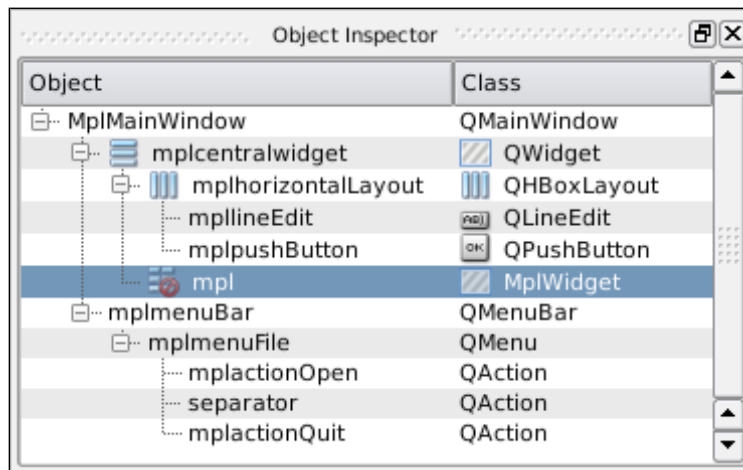 Object Inspector
Object Class
MplMainWindow QMainWindow
mplcentralwidget QWidget
mplhorizontalLayout QHBoxLayout
mpllineEdit QLineEdit
mplpushButton OK QPushButton
mpl MplWidget
mplmenuBar QMenuBar
mplmenuFile QMenu
mplactionOpen QAction
separator QAction
mplactionQuit QAction